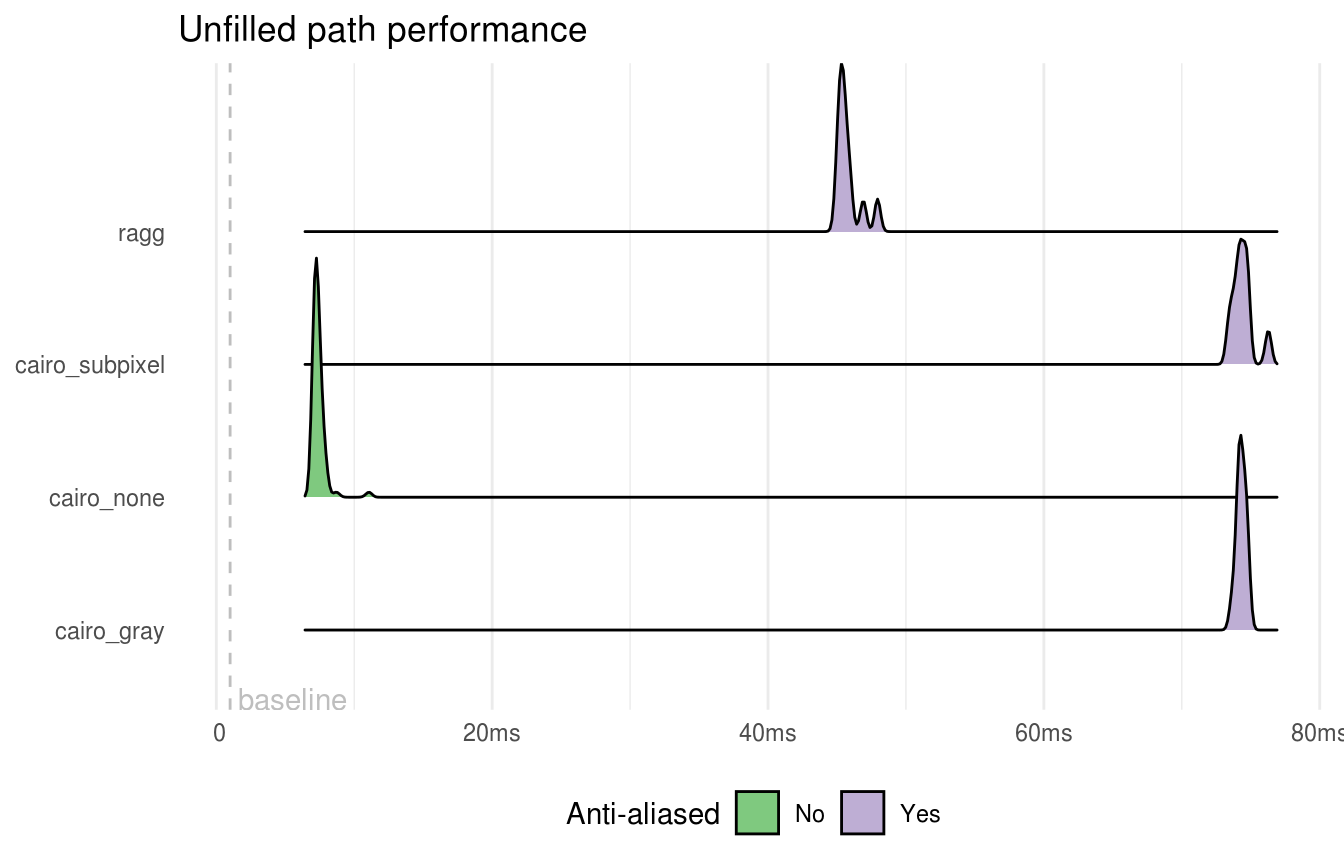 Unfilled path performance
ragg
cairo_subpixel
cairo_none
cairo_gray
baseline
0 20ms 40ms 60ms 80ms
Anti-aliased No Yes